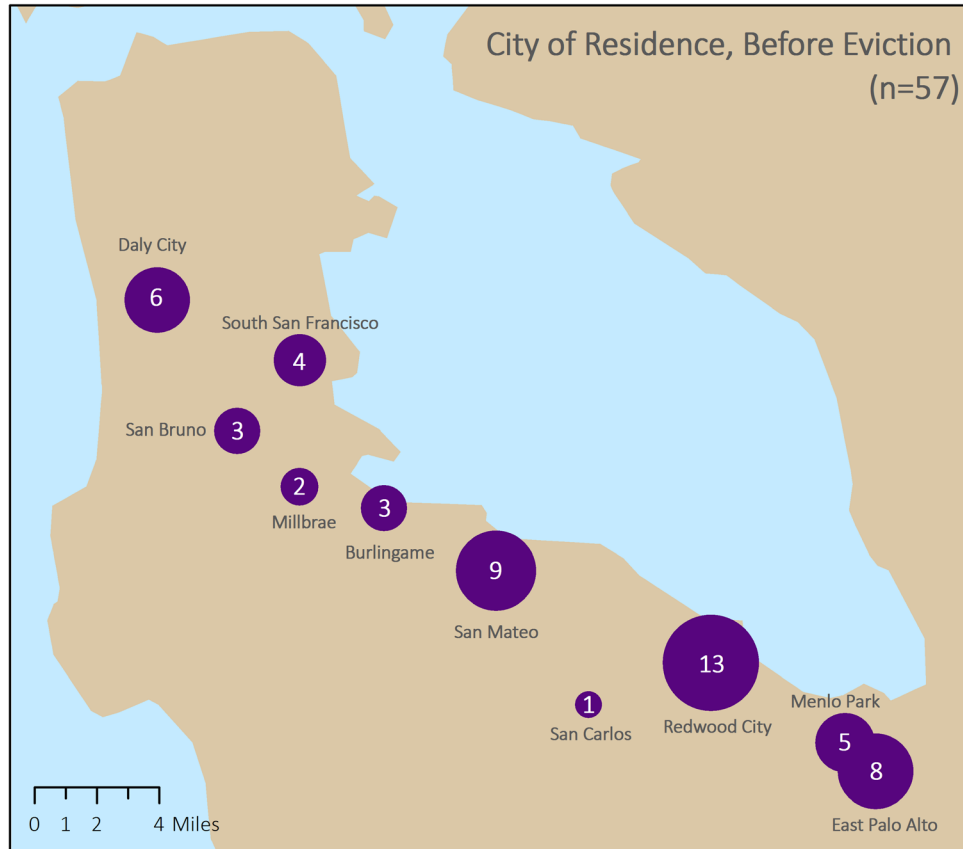 City of Residence, Before Eviction
(n=57)
Daly City
6
South San Francisco
4
San Bruno
3
2
Millbrae
3
Burlingame
9
San Mateo
13
Redwood City
1
San Carlos
Menlo Park
5
8
East Palo Alto
0 1 2 4 Miles